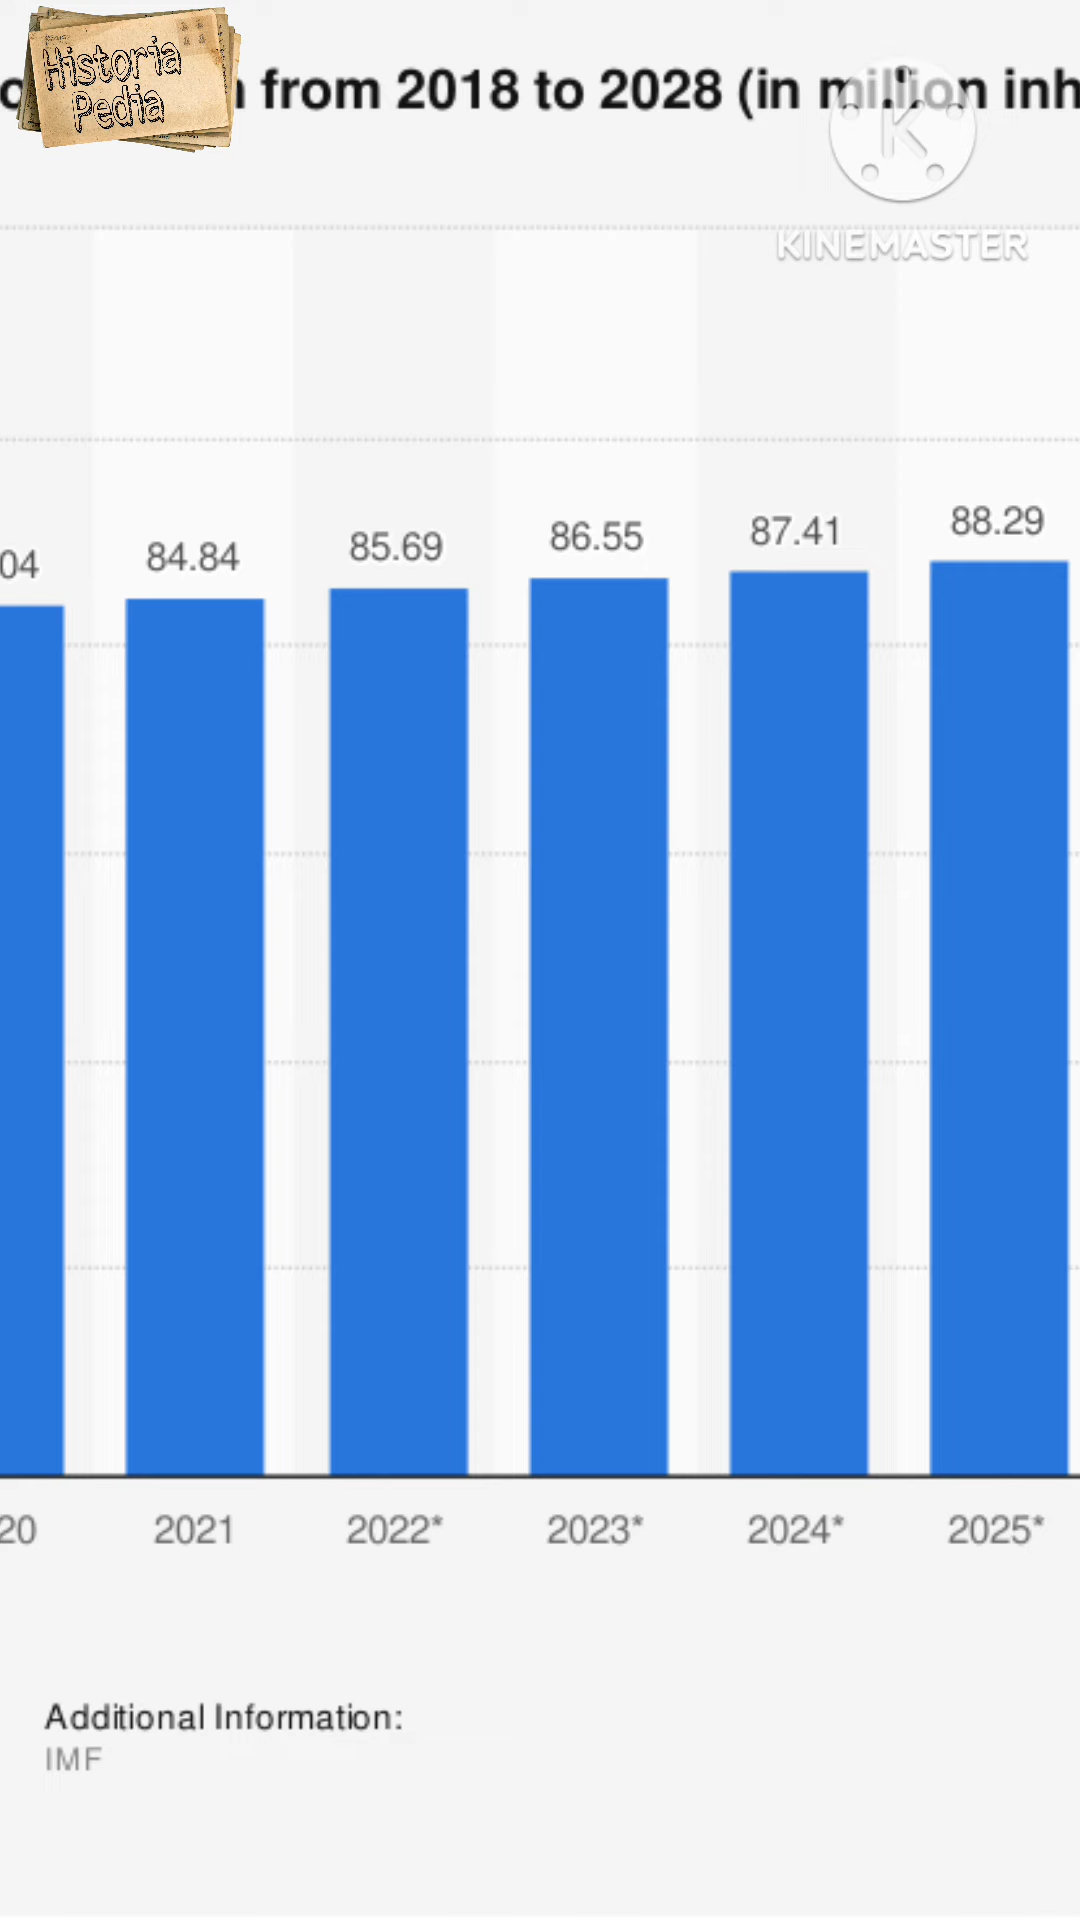 Historia
Pedia
from 2018 to 2028 (in million inh
KINEMASTER
04
84.84
85.69
86.55
87.41
88.29
20
2021
2022*
2023*
2024*
2025*
Additional Information:
IMF